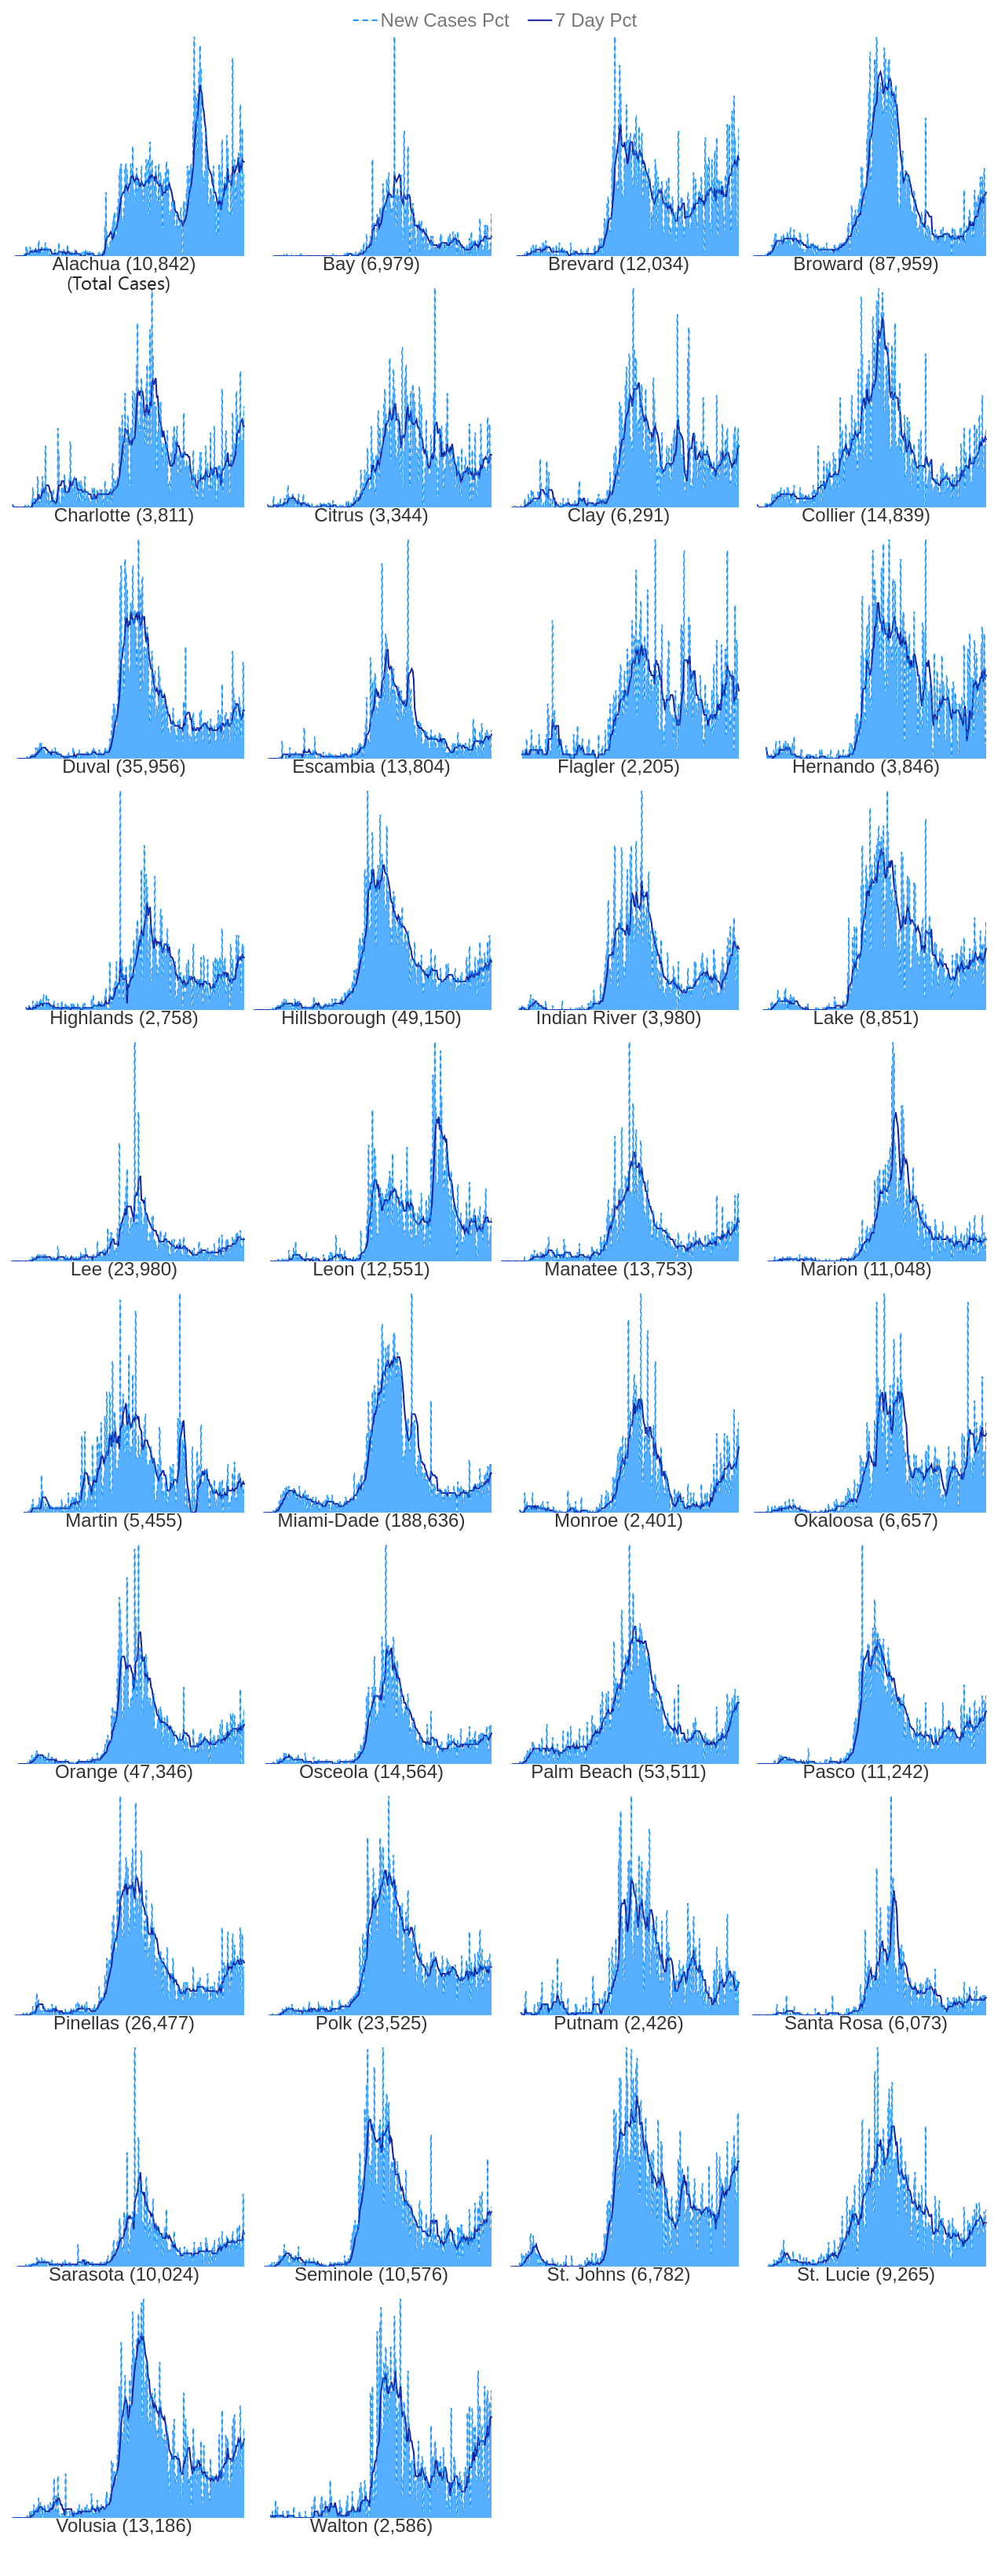 New Cases Pct 7 Day Pct
Alachua (10,842) Bay (6,979) Brevard (12,034) Broward (87,959)
(Total Cases)
Charlotte (3,811) Citrus (3,344) Clay (6,291) Collier (14,839)
Duval (35,956) Escambia (13,804) Flagler (2,205) Hernando (3,846)
Highlands (2,758) Hillsborough (49,150) Indian River (3,980) Lake (8,851)
Lee (23,980) Leon (12,551) Manatee (13,753) Marion (11,048)
Martin (5,455) Miami-Dade (188,636) Monroe (2,401) Okaloosa (6,657)
Orange (47,346) Osceola (14,564) Palm Beach (53,511) Pasco (11,242)
Pinellas (26,477) Polk (23,525) Putnam (2,426) Santa Rosa (6,073)
Sarasota (10,024) Seminole (10,576) St. Johns (6,782) St. Lucie (9,265)
Volusia (13,186) Walton (2,586)